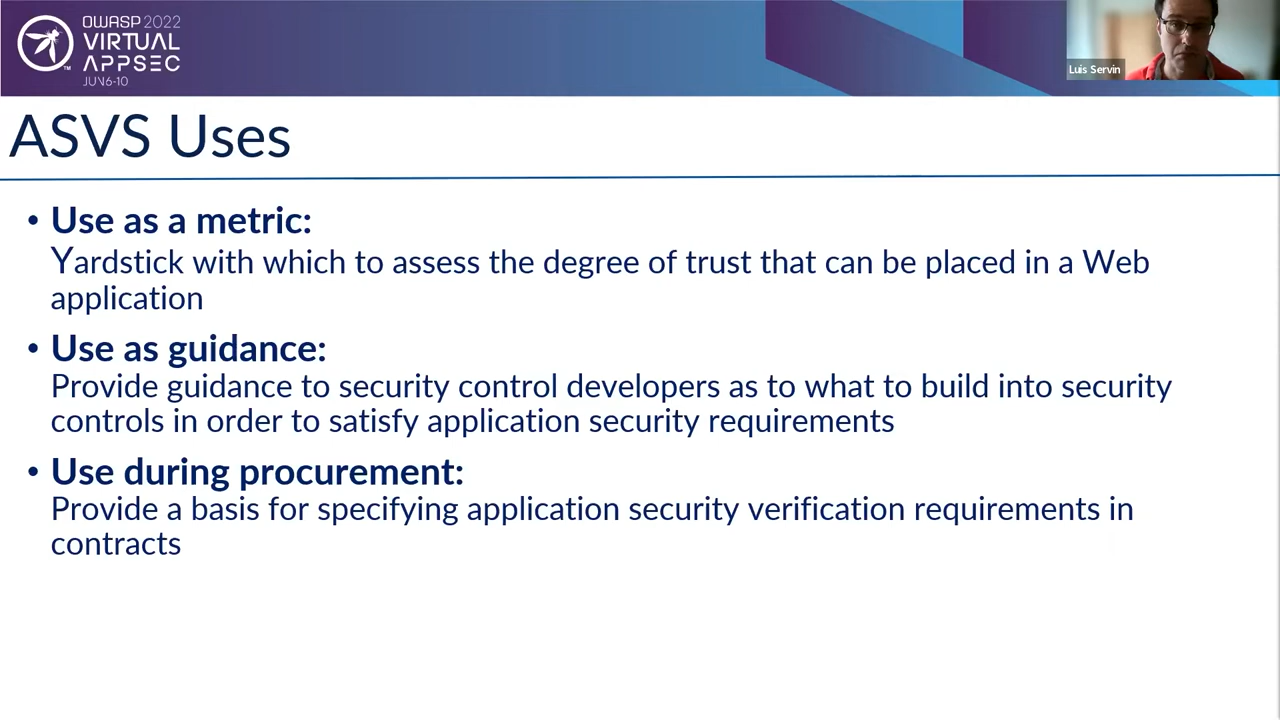 OWASP 2022
VIRTUAL
APPSEC
JUN 6-10
TM
Luis Servin
ASVS Uses
• Use as a metric:
Yardstick with which to assess the degree of trust that can be placed in a Web
application
• Use as guidance:
Provide guidance to security control developers as to what to build into security
controls in order to satisfy application security requirements
• Use during procurement:
Provide a basis for specifying application security verification requirements in
contracts